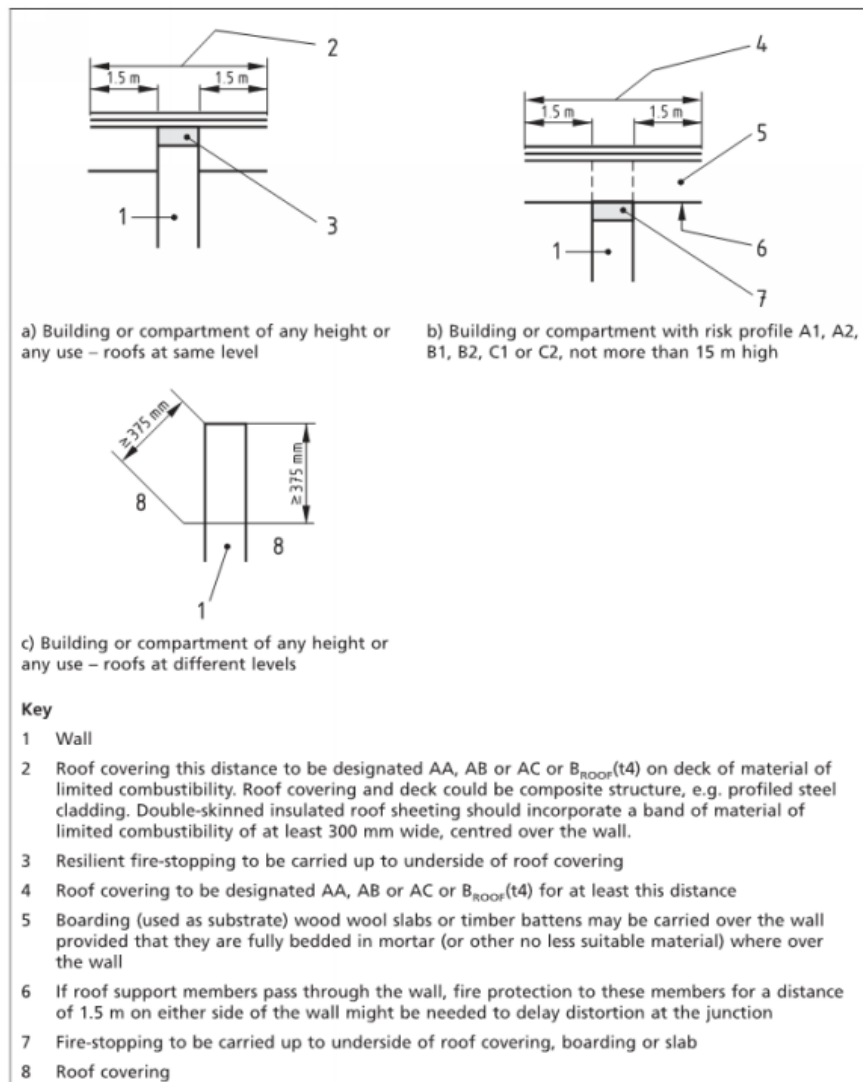 2
1.5 m 1.5 m
1
3
a) Building or compartment of any height or
any use – roofs at same level
4
1.5 m 1.5 m
5
1
6
7
b) Building or compartment with risk profile A1, A2,
B1, B2, C1 or C2, not more than 15 m high
≥375 mm
≥375 mm
8
8
1
c) Building or compartment of any height or
any use – roofs at different levels
Key
1 Wall
2 Roof covering this distance to be designated AA, AB or AC or BROOF(t4) on deck of material of
limited combustibility. Roof covering and deck could be composite structure, e.g. profiled steel
cladding. Double-skinned insulated roof sheeting should incorporate a band of material of
limited combustibility of at least 300 mm wide, centred over the wall.
3 Resilient fire-stopping to be carried up to underside of roof covering
4 Roof covering to be designated AA, AB or AC or BROOF(t4) for at least this distance
5 Boarding (used as substrate) wood wool slabs or timber battens may be carried over the wall
provided that they are fully bedded in mortar (or other no less suitable material) where over
the wall
6 If roof support members pass through the wall, fire protection to these members for a distance
of 1.5 m on either side of the wall might be needed to delay distortion at the junction
7 Fire-stopping to be carried up to underside of roof covering, boarding or slab
8 Roof covering